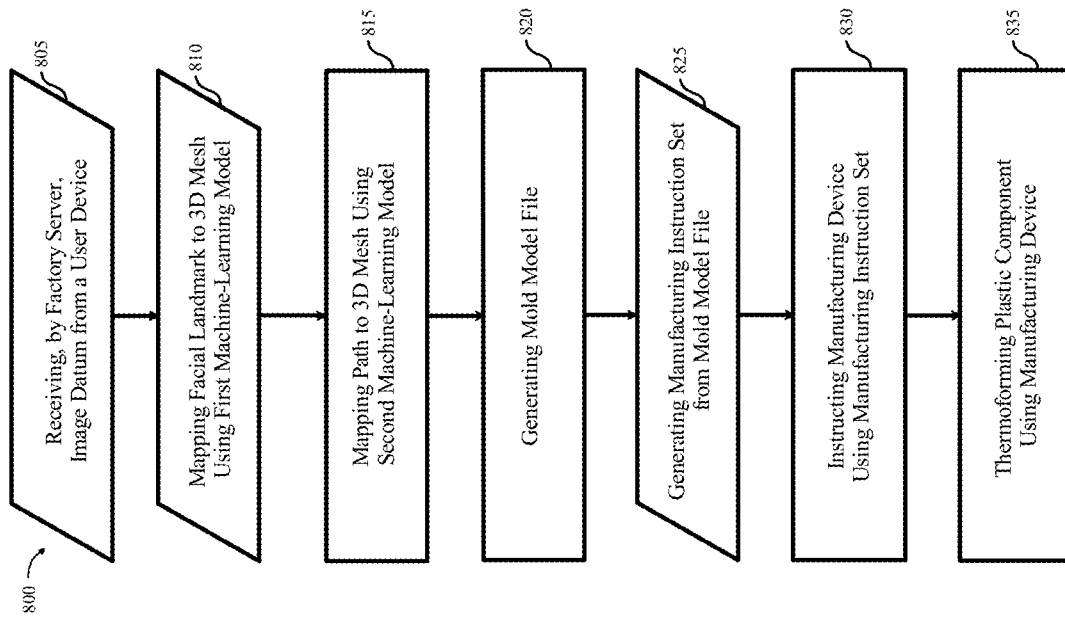 800
805
Receiving, by Factory Server,
Image Datum from a User Device
810
Mapping Facial Landmark to 3D Mesh
Using First Machine-Learning Model
815
Mapping Path to 3D Mesh Using
Second Machine-Learning Model
820
Generating Mold Model File
825
Generating Manufacturing Instruction Set
from Mold Model File
830
Instructing Manufacturing Device
Using Manufacturing Instruction Set
835
Thermoforming Plastic Component
Using Manufacturing Device